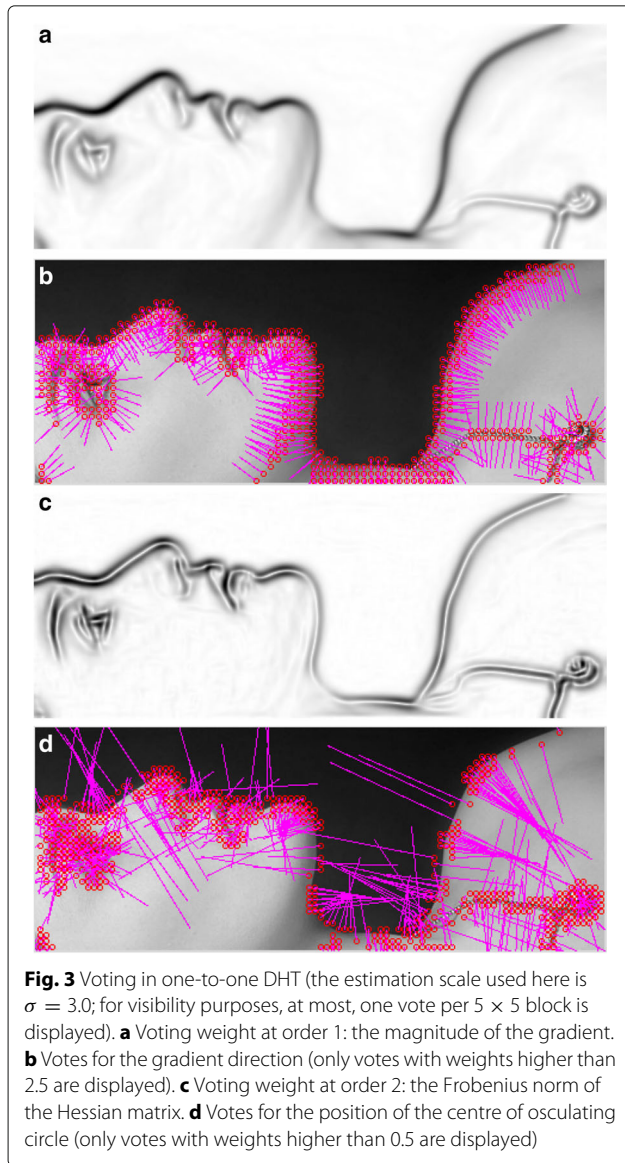 a
b
c
d
Fig. 3 Voting in one-to-one DHT (the estimation scale used here is
σ = 3.0; for visibility purposes, at most, one vote per 5 × 5 block is
displayed). a Voting weight at order 1: the magnitude of the gradient.
b Votes for the gradient direction (only votes with weights higher than
2.5 are displayed). c Voting weight at order 2: the Frobenius norm of
the Hessian matrix. d Votes for the position of the centre of osculating
circle (only votes with weights higher than 0.5 are displayed)